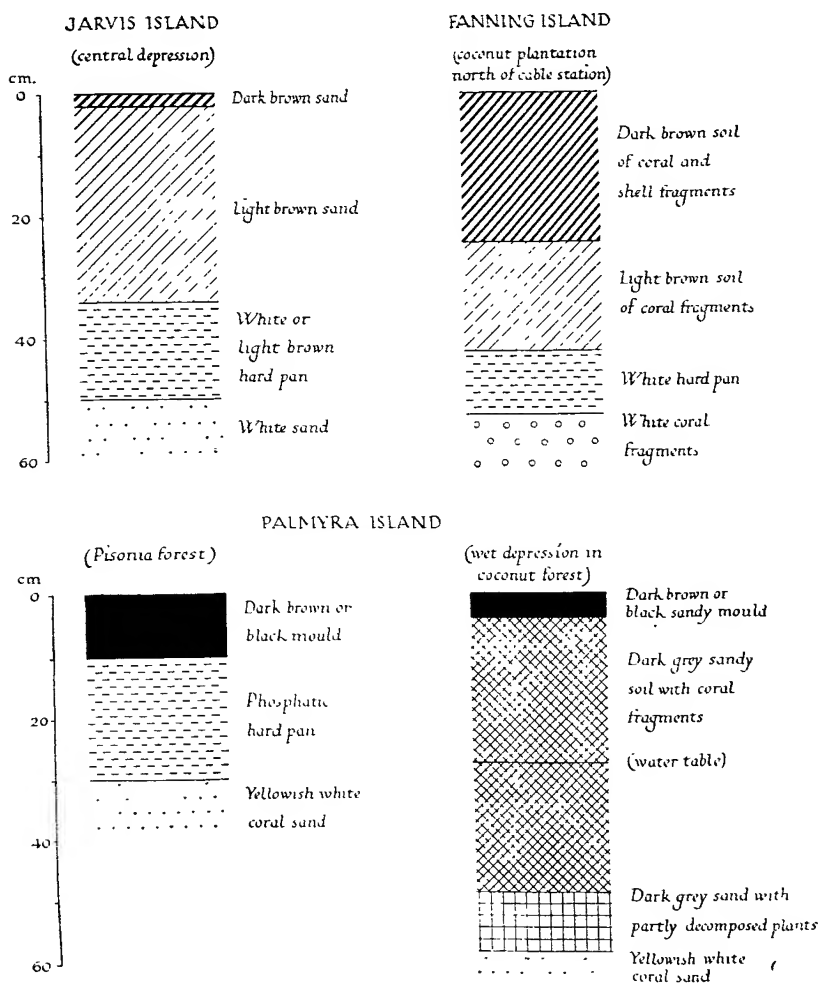 JARVIS ISLAND
(central depression)
cm.
0
20
40
60
Dark brown sand
Light brown sand
White or
light brown
hard pan
White sand
FANNING ISLAND
(coconut plantation
north of cable station)
Dark brown soil
of coral and
shell fragments
Light brown soil
of coral fragments
White hard pan
White coral
fragments
PALMYRA ISLAND
(Pisonia forest)
cm
0
20
40
60
Dark brown or
black mould
Phosphatic
hard pan
Yellowish white
coral sand
(wet depression in
coconut forest)
Dark brown or
black sandy mould
Dark grey sandy
soil with coral
fragments
(water table)
Dark grey sand with
partly decomposed plants
Yellowish white
coral sand